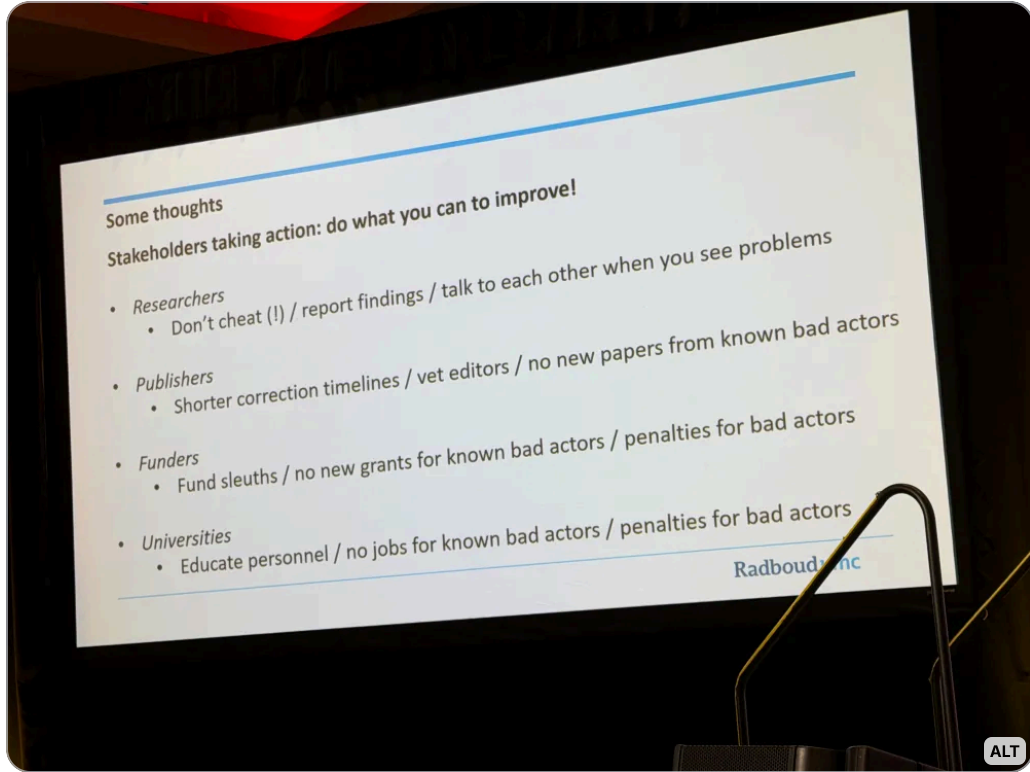 Some thoughts
Stakeholders taking action: do what you can to improve!
• Researchers
• Don't cheat (!) / report findings / talk to each other when you see problems
• Publishers
• Shorter correction timelines / vet editors / no new papers from known bad actors
• Funders
• Fund sleuths / no new grants for known bad actors / penalties for bad actors
• Universities
• Educate personnel / no jobs for known bad actors / penalties for bad actors
Radboud
ALT